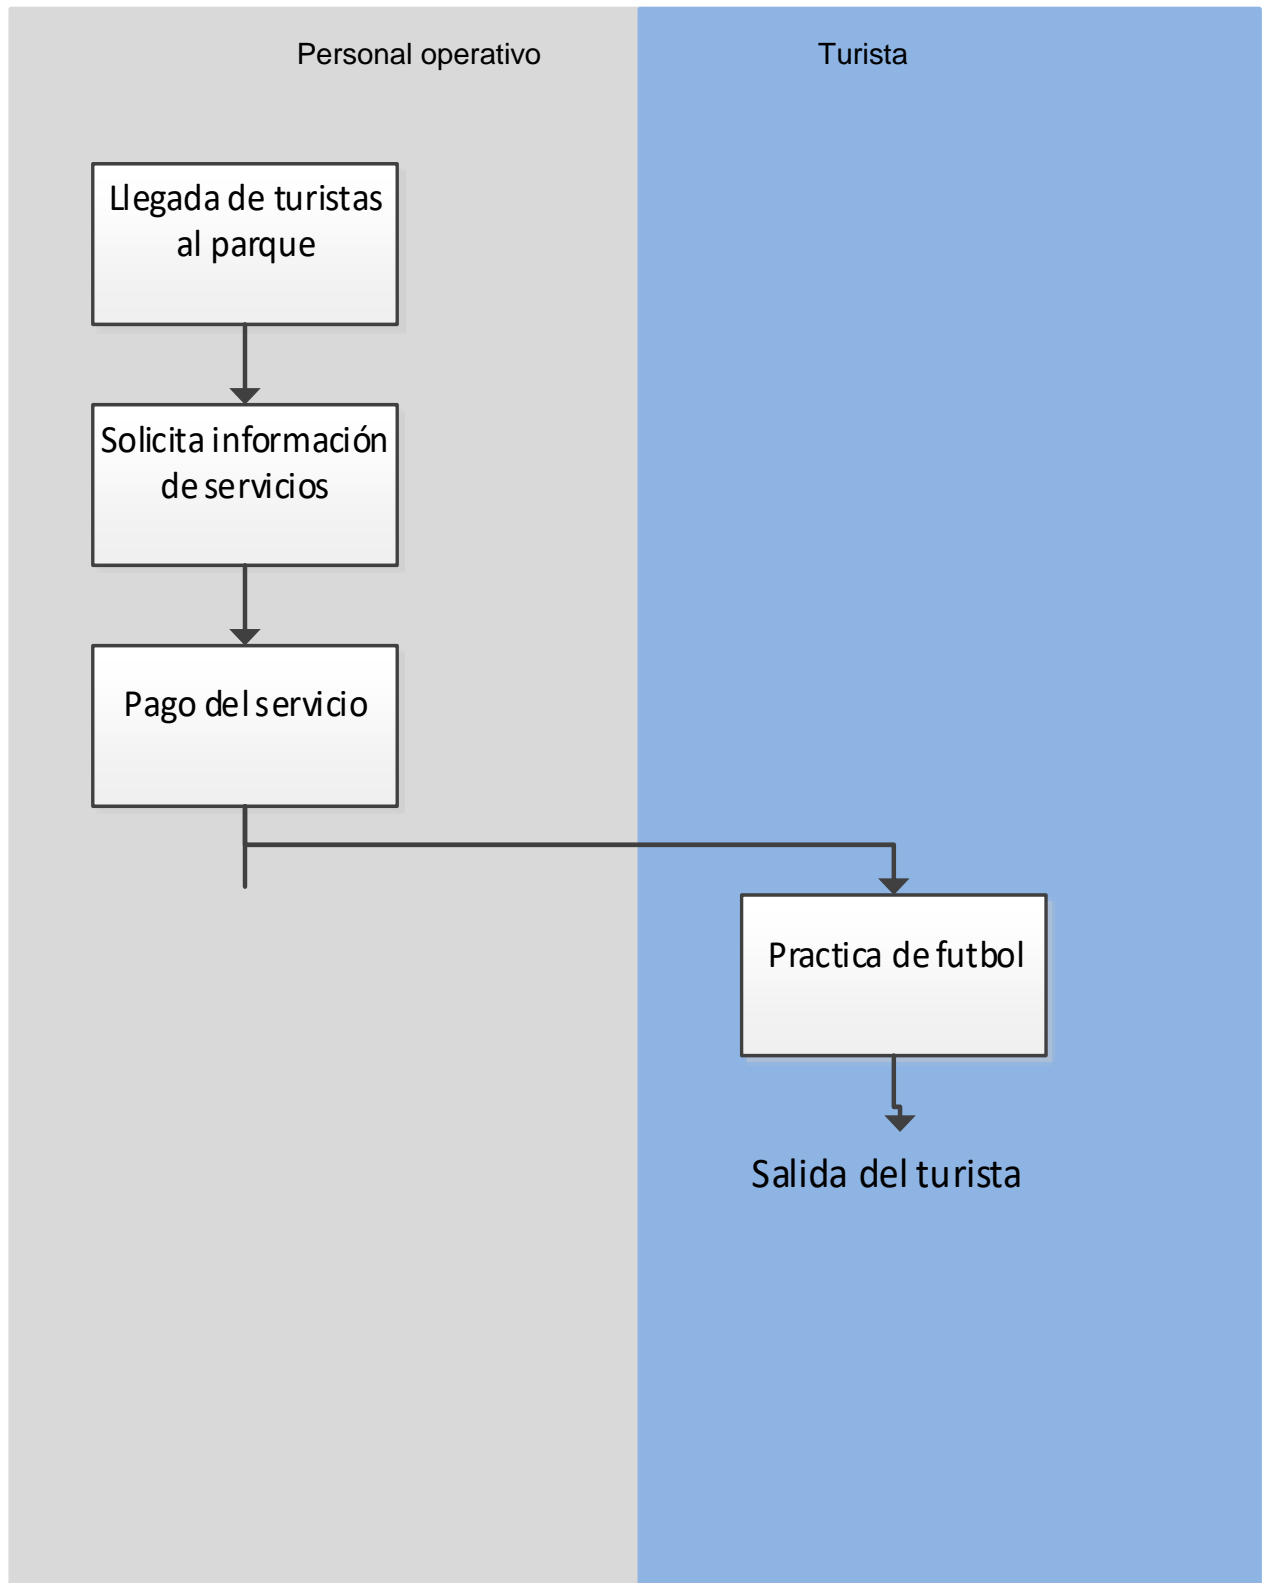 Personal operativo
Turista
Llegada de turistas
al parque
Solicita información
de servicios
Pago del servicio
Practica de futbol
Salida del turista